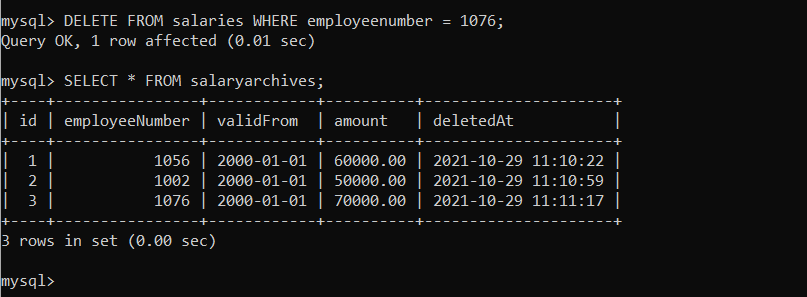 mysql> DELETE FROM salaries WHERE employeenumber = 1076;
Query OK, 1 row affected (0.01 sec)

mysql> SELECT * FROM salaryarchives;
+----+----------------+------------+----------+---------------------+
| id | employeeNumber | validFrom  | amount   | deletedAt           |
+----+----------------+------------+----------+---------------------+
|  1 |           1056 | 2000-01-01 | 60000.00 | 2021-10-29 11:10:22 |
|  2 |           1002 | 2000-01-01 | 50000.00 | 2021-10-29 11:10:59 |
|  3 |           1076 | 2000-01-01 | 70000.00 | 2021-10-29 11:11:17 |
+----+----------------+------------+----------+---------------------+
3 rows in set (0.00 sec)

mysql>